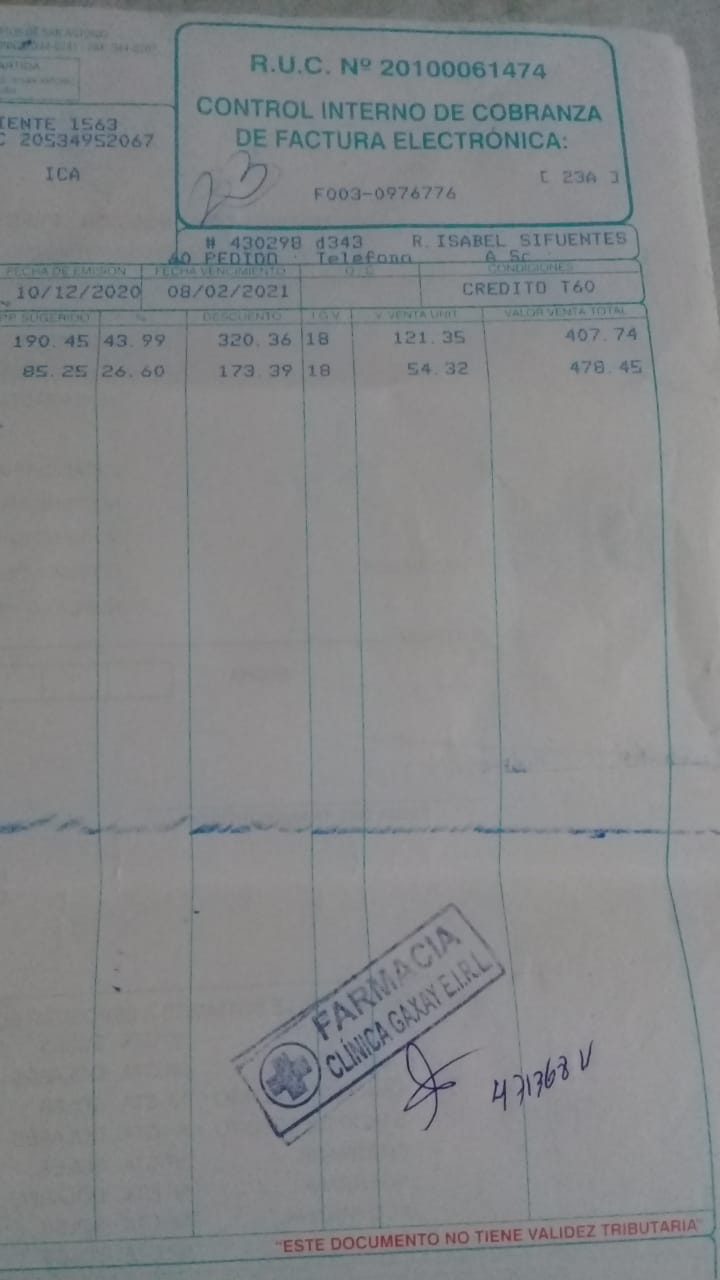 R.U.C. Nº 20100061474
CONTROL INTERNO DE COBRANZA
DE FACTURA ELECTRÓNICA:
[ 23A ]
F003-0976776
IENTE 1563
C 20534952067
ICA
# 430298 d343 R. ISABEL SIFUENTES
PEDIDO Telefono
FECHA DE EMISIÓN FECHA VENCIMIENTO CONDICIONES
10/12/2020 08/02/2021 CREDITO T60
SUGERIDO % DESCUENTO I.G.V. V. VENTA UNIT. VALOR VENTA TOTAL
190.45 43.99 320.36 18 121.35 407.74
85.25 26.60 173.39 18 54.32 478.45
FARMACIA
CLÍNICA GAXAY E.I.R.L
"ESTE DOCUMENTO NO TIENE VALIDEZ TRIBUTARIA"